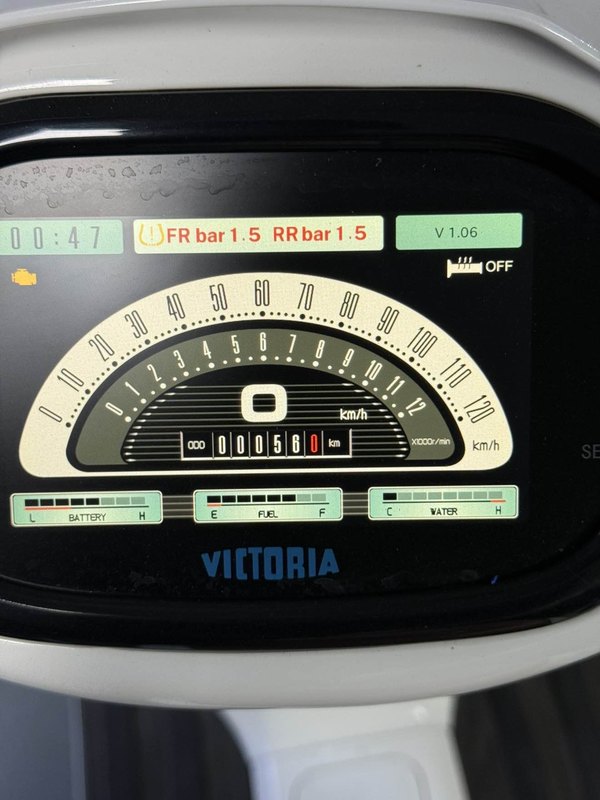 00:47
FR bar 1.5 RR bar 1.5
V 1.06
OFF
0 10 20 30 40 50 60 70 80 90 100 110 120
km/h
0 1 2 3 4 5 6 7 8 9 10 11 12
X1000r/min
0
km/h
ODO 000560 km
L BATTERY H
E FUEL F
C WATER H
VICTORIA
SE